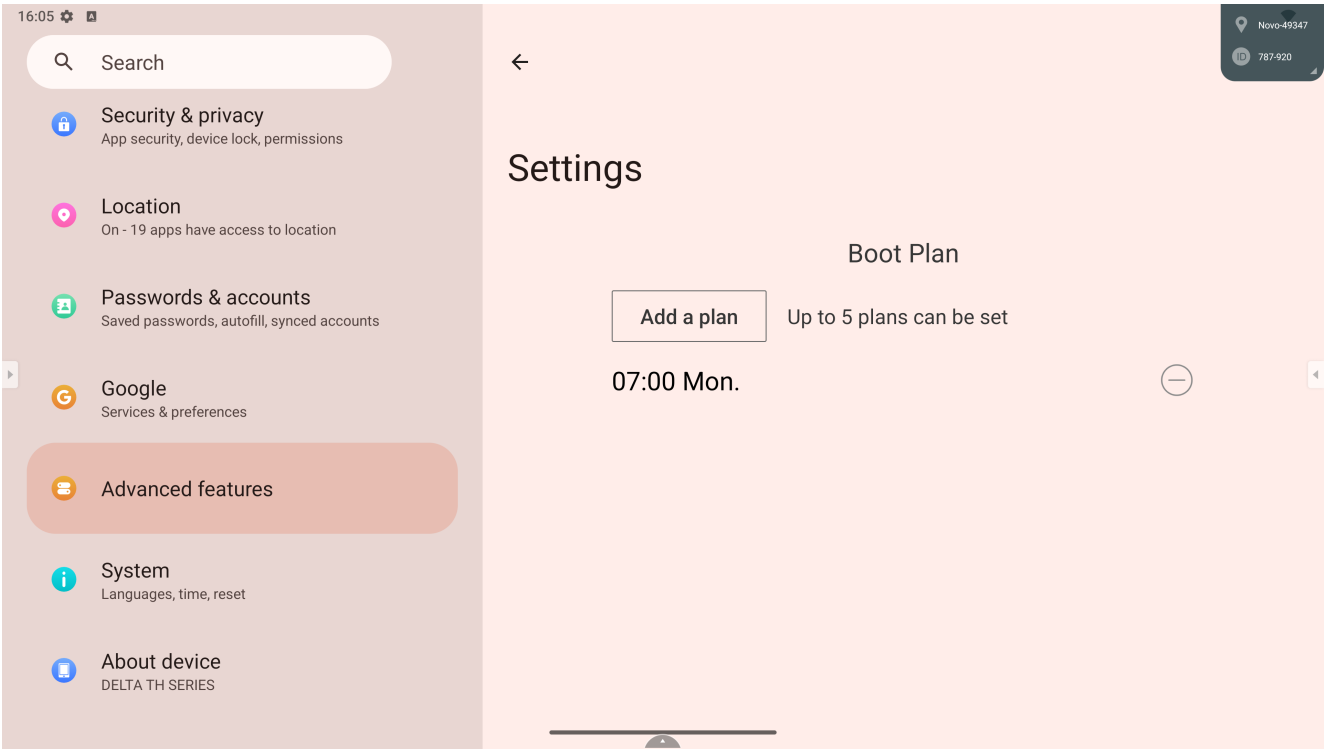 16:05
Search
Security & privacy
App security, device lock, permissions
Location
On - 19 apps have access to location
Passwords & accounts
Saved passwords, autofill, synced accounts
Google
Services & preferences
Advanced features
System
Languages, time, reset
About device
DELTA TH SERIES
Settings
Boot Plan
Add a plan
Up to 5 plans can be set
07:00 Mon.
Novo-49347
ID
787-920